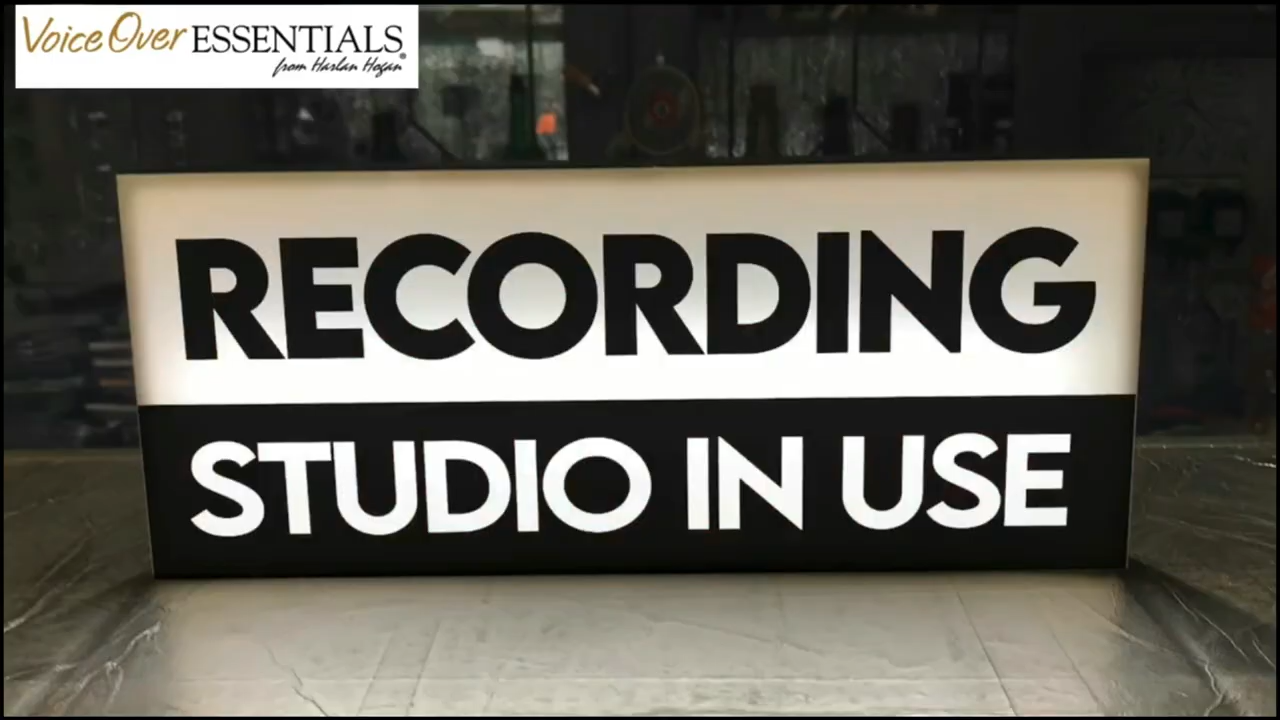 Voice Over ESSENTIALS®
from Harlan Hogan
RECORDING
STUDIO IN USE